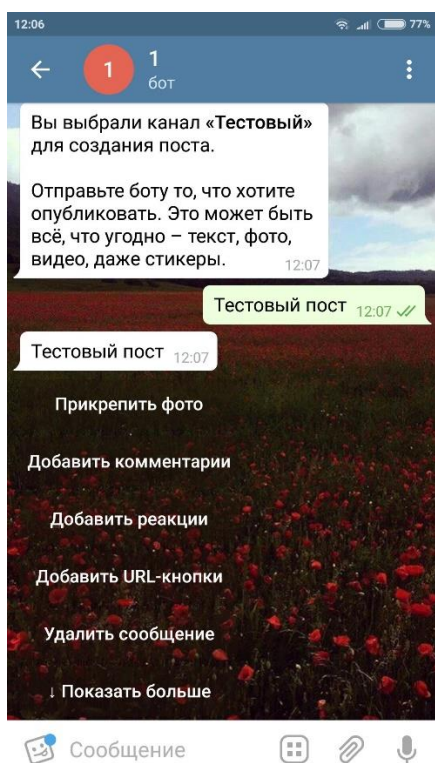 12:06
77%
1
1
бот
Вы выбрали канал «Тестовый»
для создания поста.
Отправьте боту то, что хотите
опубликовать. Это может быть
всё, что угодно – текст, фото,
видео, даже стикеры.
12:07
Тестовый пост 12:07
Тестовый пост 12:07
Прикрепить фото
Добавить комментарии
Добавить реакции
Добавить URL-кнопки
Удалить сообщение
↓ Показать больше
Сообщение